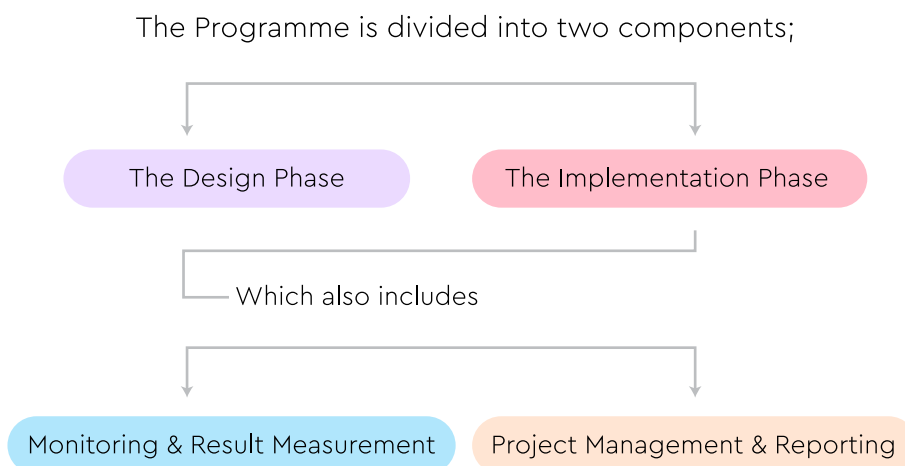 The Programme is divided into two components;
The Design Phase
The Implementation Phase
Which also includes
Monitoring & Result Measurement
Project Management & Reporting